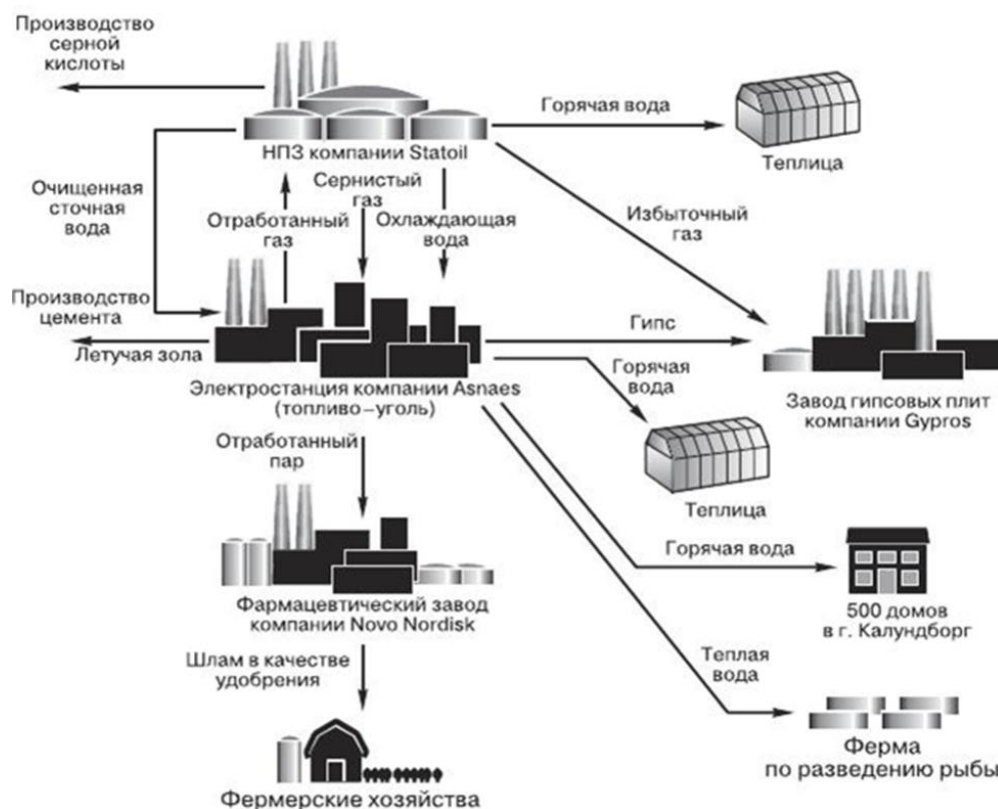 Производство
серной
кислоты
Горячая вода
Теплица
НПЗ компании Statoil
Очищенная
сточная
вода
Отработанный
газ
Сернистый
газ
Охлаждающая
вода
Избыточный
газ
Производство
цемента
Летучая зола
Гипс
Горячая
вода
Электростанция компании Asnaes
(топливо–уголь)
Завод гипсовых плит
компании Gypros
Отработанный
пар
Теплица
Горячая вода
500 домов
в г. Калундборг
Фармацевтический завод
компании Novo Nordisk
Шлам в качестве
удобрения
Теплая
вода
Ферма
по разведению рыбы
Фермерские хозяйства